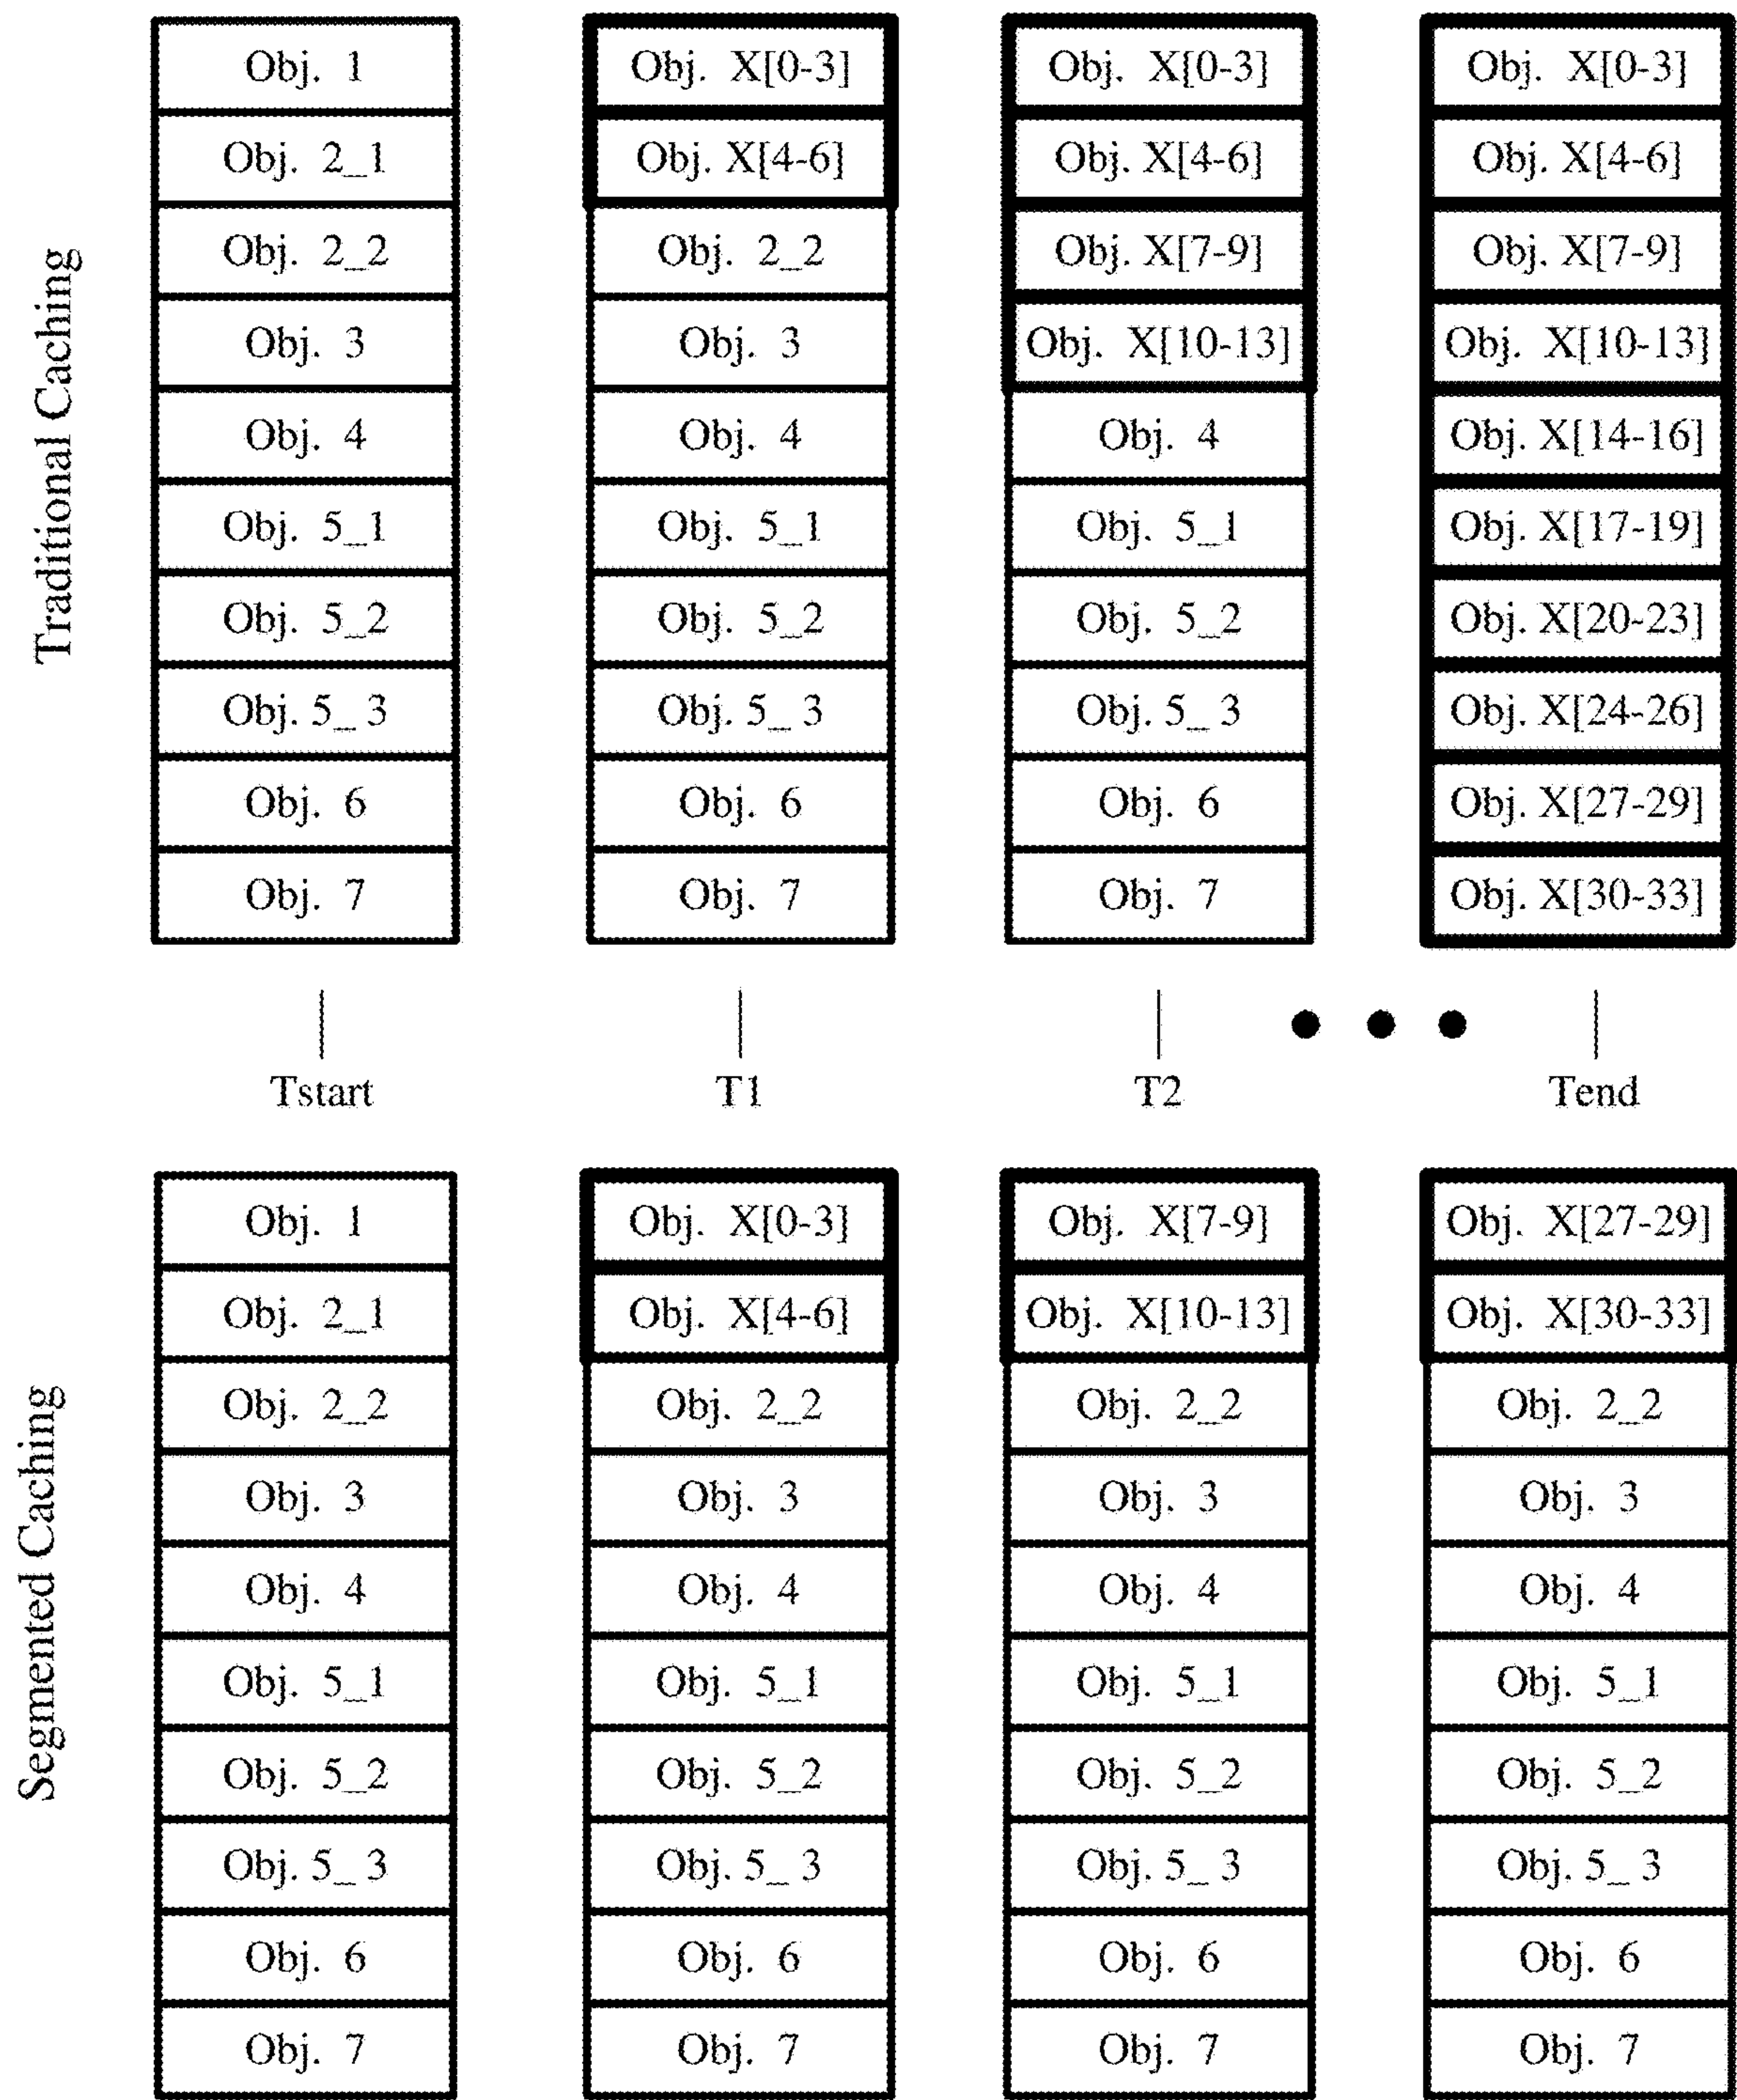 Traditional Caching
Obj. 1 Obj. X[0-3] Obj. X[0-3] Obj. X[0-3]
Obj. 2_1 Obj. X[4-6] Obj. X[4-6] Obj. X[4-6]
Obj. 2_2 Obj. 2_2 Obj. X[7-9] Obj. X[7-9]
Obj. 3 Obj. 3 Obj. X[10-13] Obj. X[10-13]
Obj. 4 Obj. 4 Obj. 4 Obj. X[14-16]
Obj. 5_1 Obj. 5_1 Obj. 5_1 Obj. X[17-19]
Obj. 5_2 Obj. 5_2 Obj. 5_2 Obj. X[20-23]
Obj. 5_3 Obj. 5_3 Obj. 5_3 Obj. X[24-26]
Obj. 6 Obj. 6 Obj. 6 Obj. X[27-29]
Obj. 7 Obj. 7 Obj. 7 Obj. X[30-33]
Tstart T1 T2 Tend
Segmented Caching
Obj. 1 Obj. X[0-3] Obj. X[7-9] Obj. X[27-29]
Obj. 2_1 Obj. X[4-6] Obj. X[10-13] Obj. X[30-33]
Obj. 2_2 Obj. 2_2 Obj. 2_2 Obj. 2_2
Obj. 3 Obj. 3 Obj. 3 Obj. 3
Obj. 4 Obj. 4 Obj. 4 Obj. 4
Obj. 5_1 Obj. 5_1 Obj. 5_1 Obj. 5_1
Obj. 5_2 Obj. 5_2 Obj. 5_2 Obj. 5_2
Obj. 5_3 Obj. 5_3 Obj. 5_3 Obj. 5_3
Obj. 6 Obj. 6 Obj. 6 Obj. 6
Obj. 7 Obj. 7 Obj. 7 Obj. 7